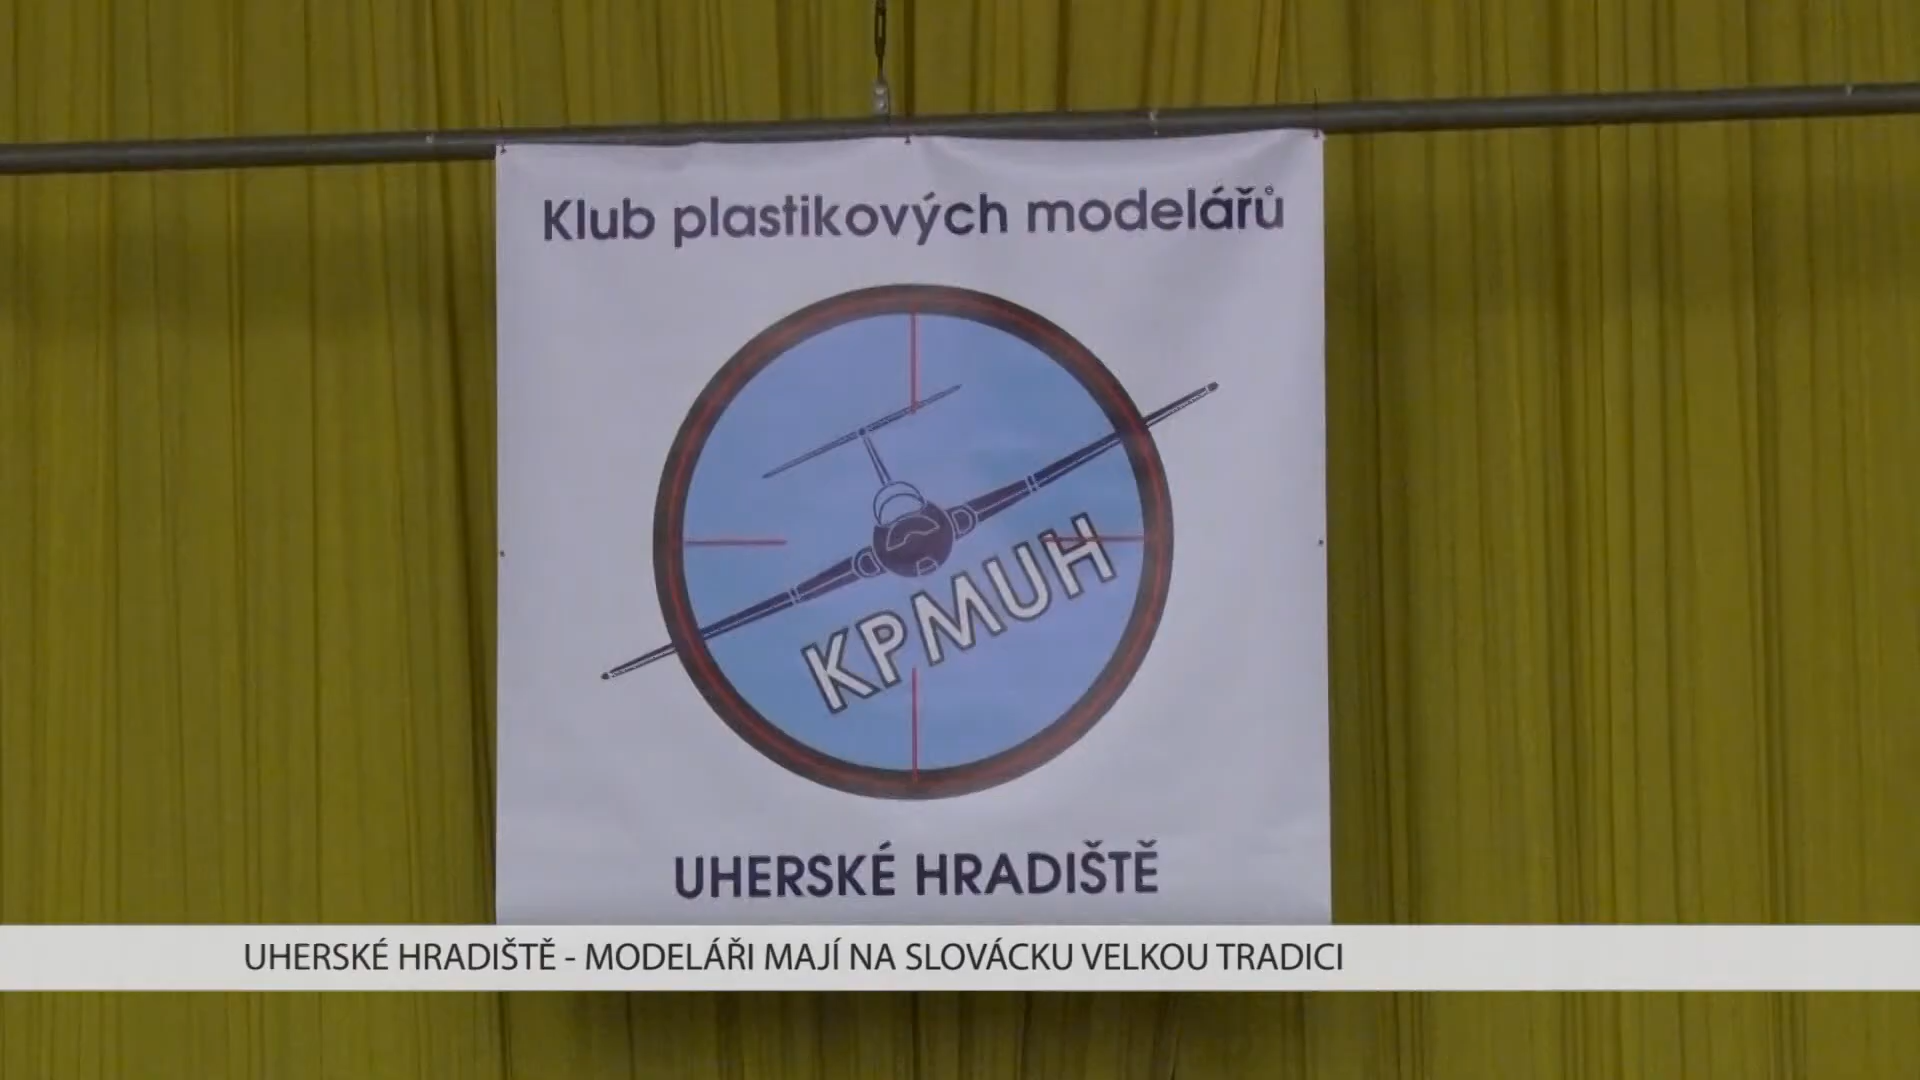 Klub plastikových modelářů
KPMUH
UHERSKÉ HRADIŠTĚ
UHERSKÉ HRADIŠTĚ - MODELÁŘI MAJÍ NA SLOVÁCKU VELKOU TRADICI